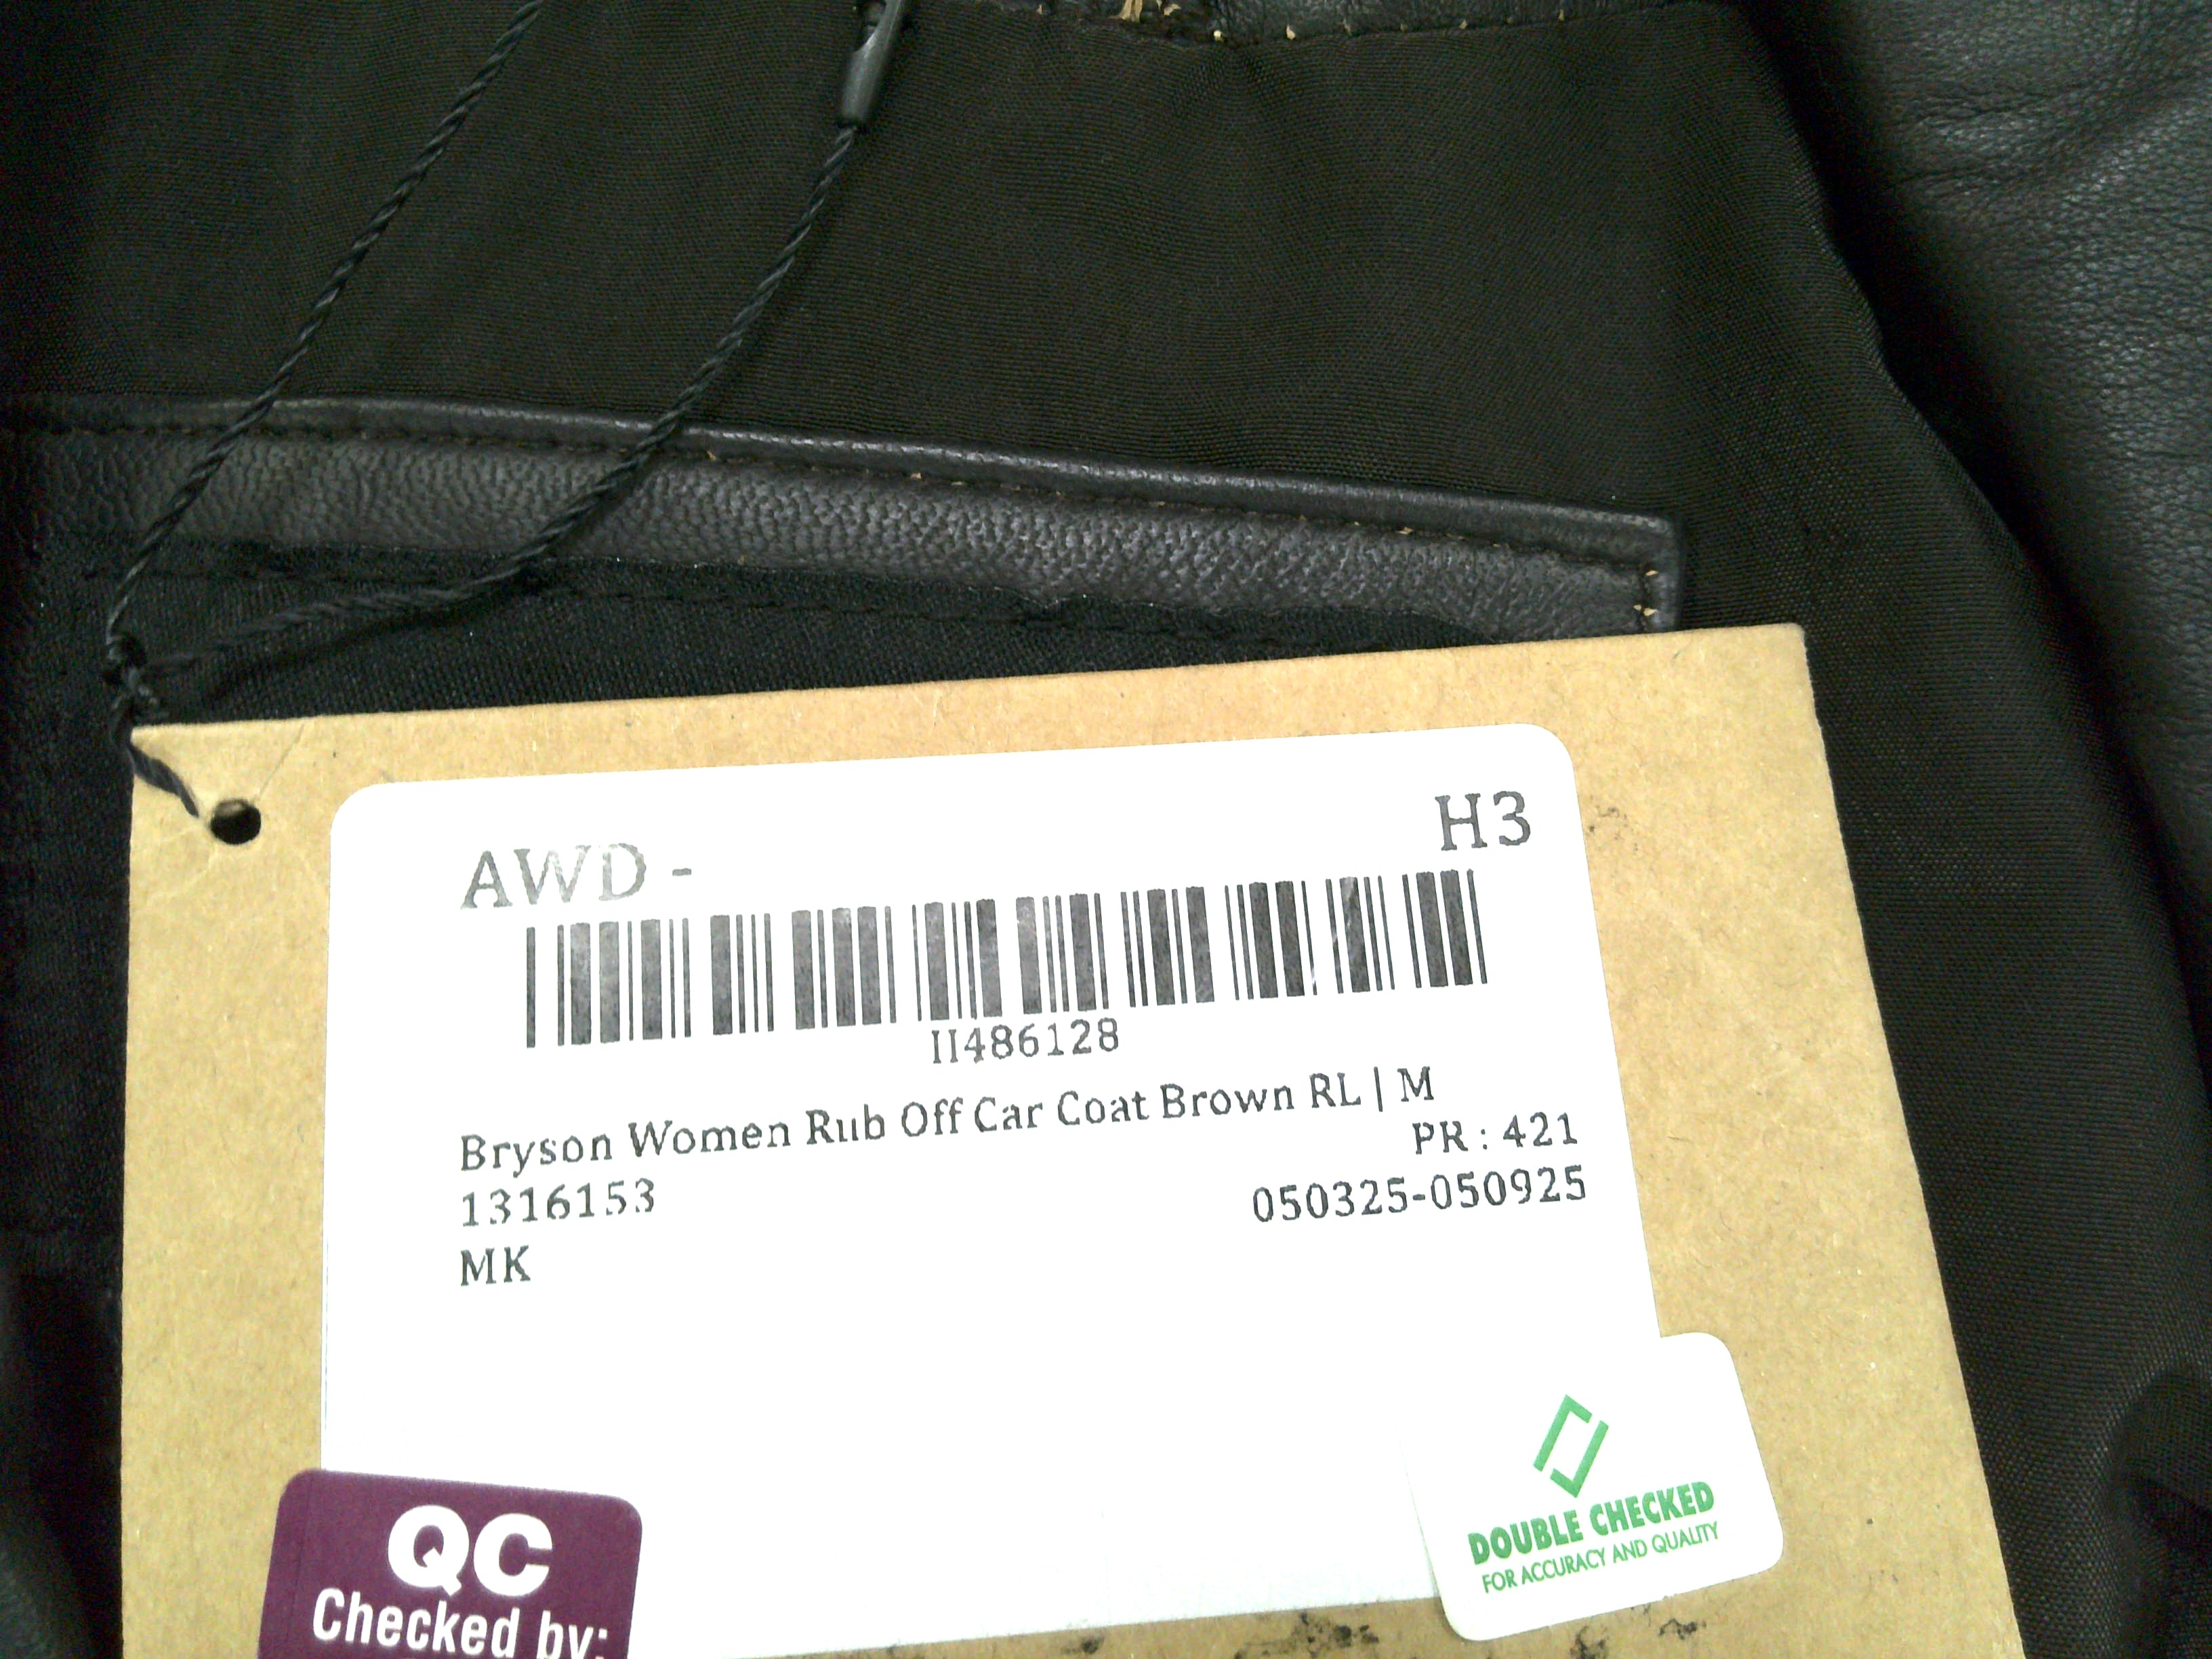 AWD - H3
II486128
Bryson Women Rub Off Car Coat Brown RL | M
PR : 421
1316153 050325-050925
MK
QC
Checked by:
DOUBLE CHECKED
FOR ACCURACY AND QUALITY